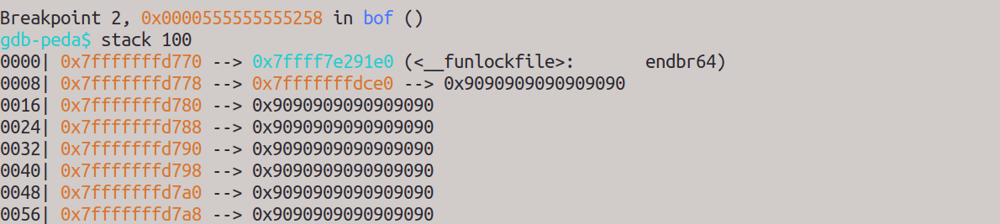 Breakpoint 2, 0x0000555555555258 in bof ()
gdb-peda$ stack 100
0000| 0x7fffffffd770 --> 0x7ffff7e291e0 (<__funlockfile>:       endbr64)
0008| 0x7fffffffd778 --> 0x7fffffffdce0 --> 0x9090909090909090
0016| 0x7fffffffd780 --> 0x9090909090909090
0024| 0x7fffffffd788 --> 0x9090909090909090
0032| 0x7fffffffd790 --> 0x9090909090909090
0040| 0x7fffffffd798 --> 0x9090909090909090
0048| 0x7fffffffd7a0 --> 0x9090909090909090
0056| 0x7fffffffd7a8 --> 0x9090909090909090